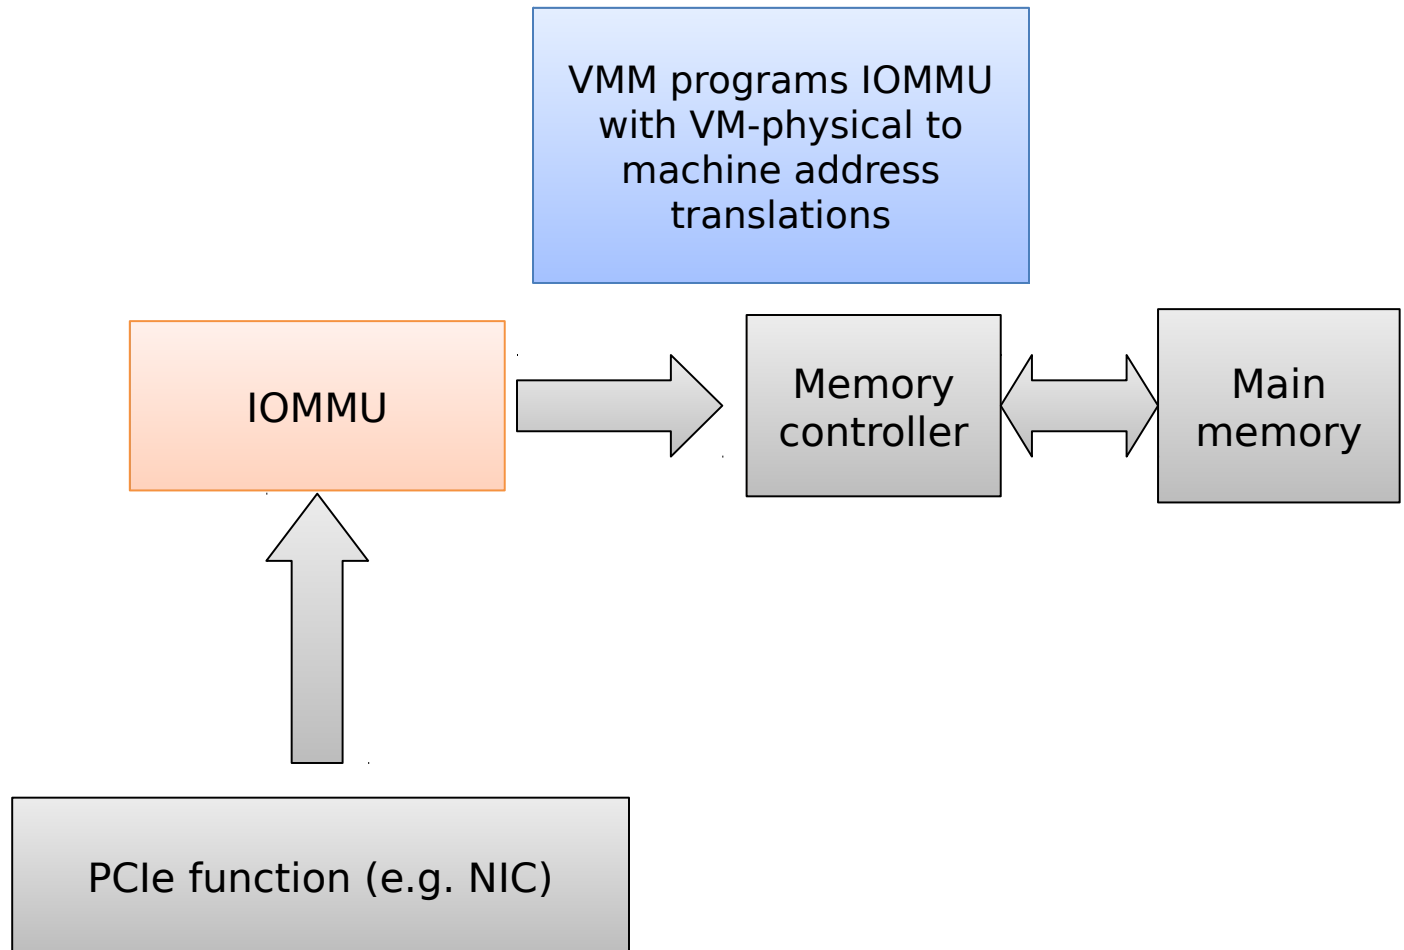 VMM programs IOMMU
with VM-physical to
machine address
translations
IOMMU
Memory
controller
Main
memory
PCIe function (e.g. NIC)